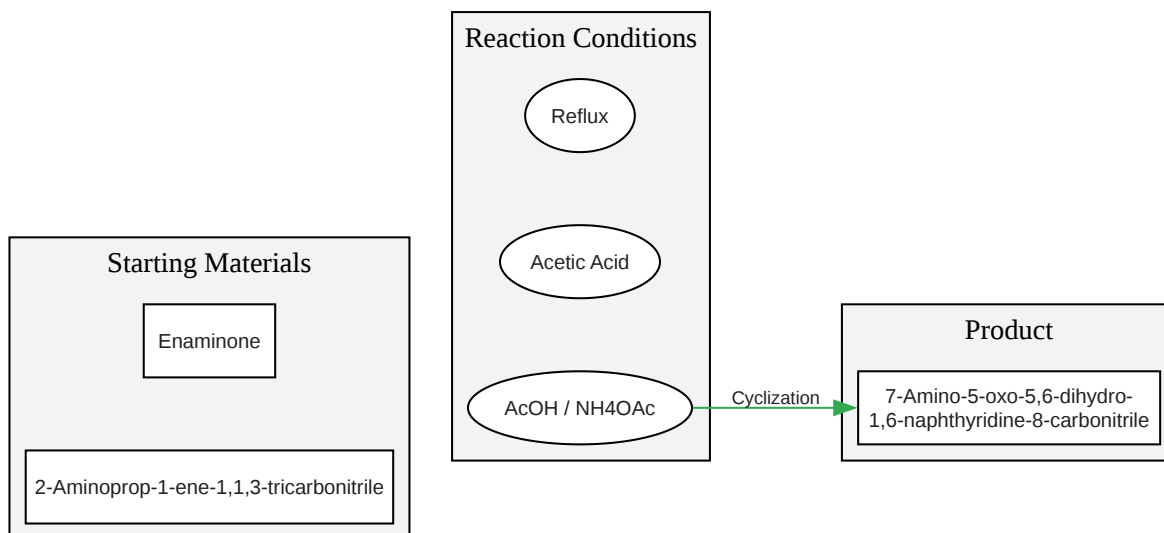 Starting Materials
Enaminone
2-Aminoprop-1-ene-1,1,3-tricarbonitrile
Reaction Conditions
Reflux
Acetic Acid
AcOH / NH4OAc
Cyclization
Product
7-Amino-5-oxo-5,6-dihydro-
1,6-naphthyridine-8-carbonitrile